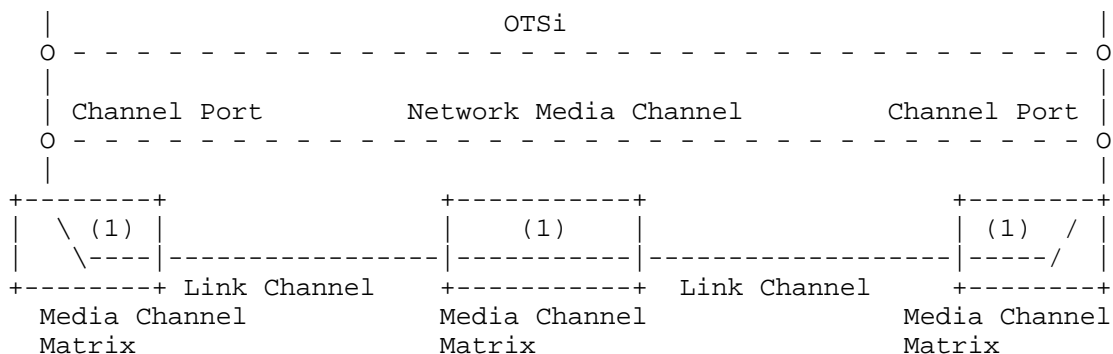 OTSi
O - - - - - - - - - - - - - - - - - - - - - - - - - - - - - - - - O
Channel Port Network Media Channel Channel Port
O - - - - - - - - - - - - - - - - - - - - - - - - - - - - - - - - O
+--------+ +-----------+ +--------+
| \ (1) | | (1) | | (1) / |
| \----|-----------------|-----------|-------------------|-----/ |
+--------+ Link Channel +-----------+ Link Channel +--------+
Media Channel Media Channel Media Channel
Matrix Matrix Matrix